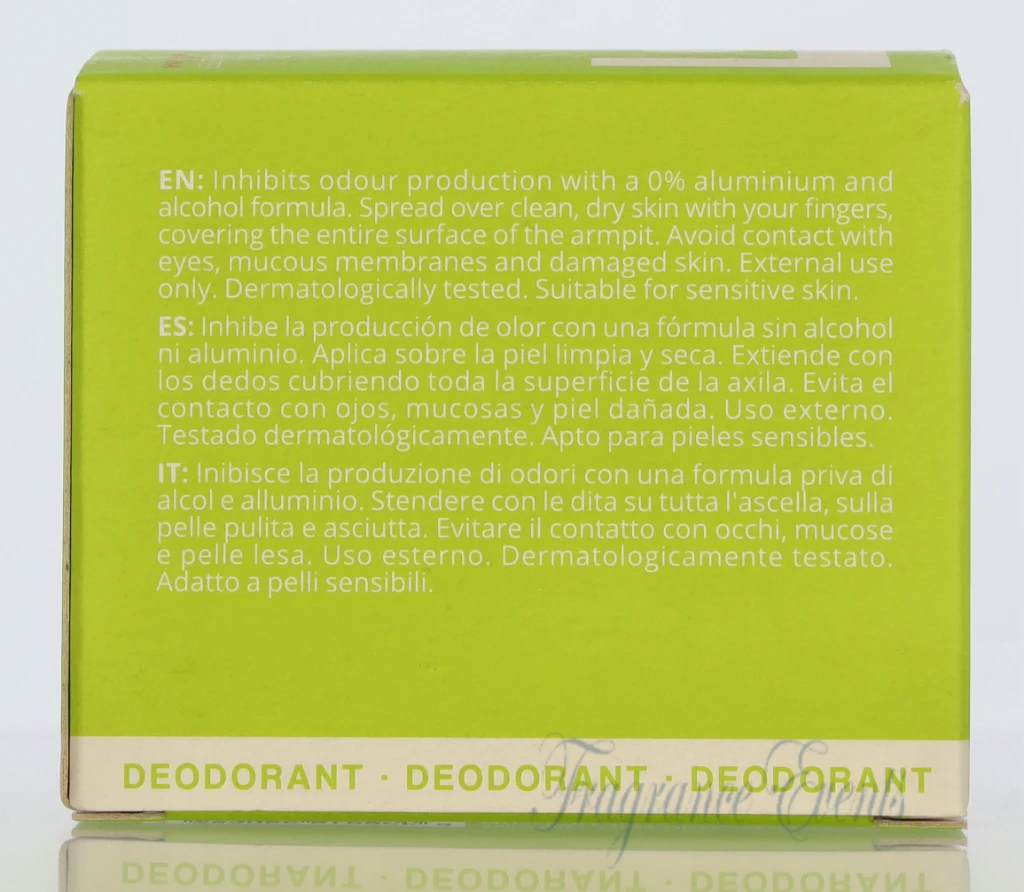 EN: Inhibits odour production with a 0% aluminium and
alcohol formula. Spread over clean, dry skin with your fingers,
covering the entire surface of the armpit. Avoid contact with
eyes, mucous membranes and damaged skin. External use
only. Dermatologically tested. Suitable for sensitive skin.
ES: Inhibe la producción de olor con una fórmula sin alcohol
ni aluminio. Aplica sobre la piel limpia y seca. Extiende con
los dedos cubriendo toda la superficie de la axila. Evita el
contacto con ojos, mucosas y piel dañada. Uso externo.
Testado dermatológicamente. Apto para pieles sensibles.
IT: Inibisce la produzione di odori con una formula priva di
alcol e alluminio. Stendere con le dita su tutta l'ascella, sulla
pelle pulita e asciutta. Evitare il contatto con occhi, mucose
e pelle lesa. Uso esterno. Dermatologicamente testato.
Adatto a pelli sensibili.
DEODORANT · DEODORANT · DEODORANT
Fragrance Events